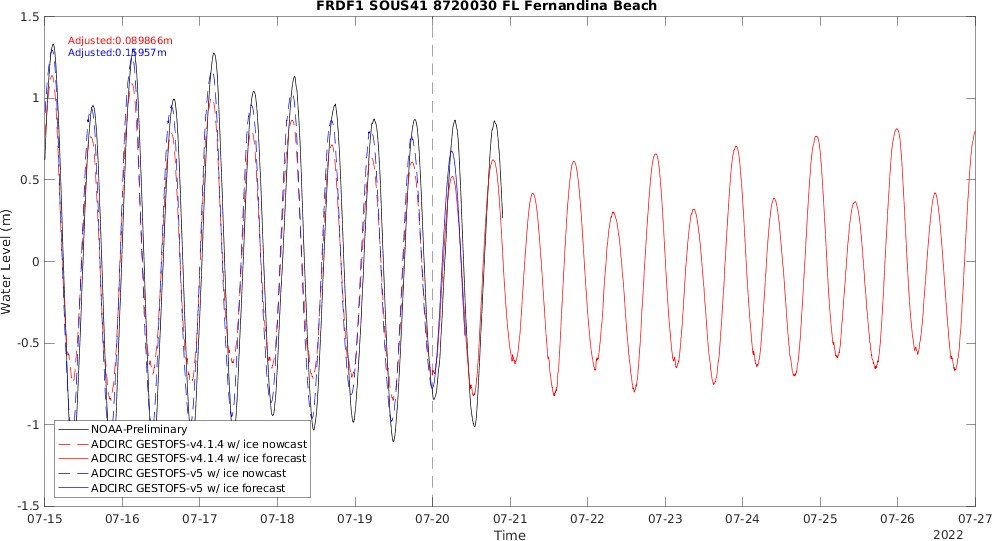 FRDF1 SOUS41 8720030 FL Fernandina Beach
Adjusted:0.089866m
Adjusted:0.15957m
Water Level (m)
1.5
1
0.5
0
-0.5
-1
-1.5
NOAA-Preliminary
ADCIRC GESTOFS-v4.1.4 w/ ice nowcast
ADCIRC GESTOFS-v4.1.4 w/ ice forecast
ADCIRC GESTOFS-v5 w/ ice nowcast
ADCIRC GESTOFS-v5 w/ ice forecast
07-15 07-16 07-17 07-18 07-19 07-20 07-21 07-22 07-23 07-24 07-25 07-26 07-27
Time
2022